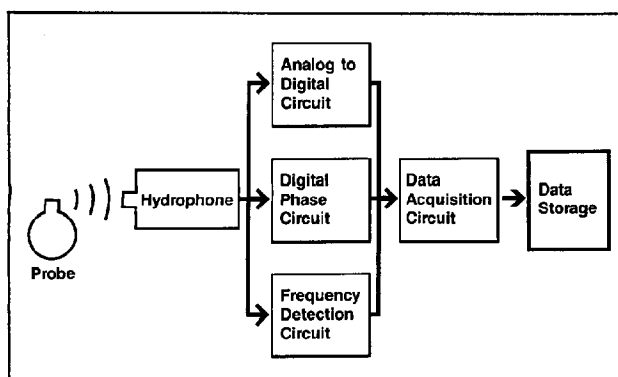 Probe
Hydrophone
Analog to
Digital
Circuit
Digital
Phase
Circuit
Frequency
Detection
Circuit
Data
Acquisition
Circuit
Data
Storage